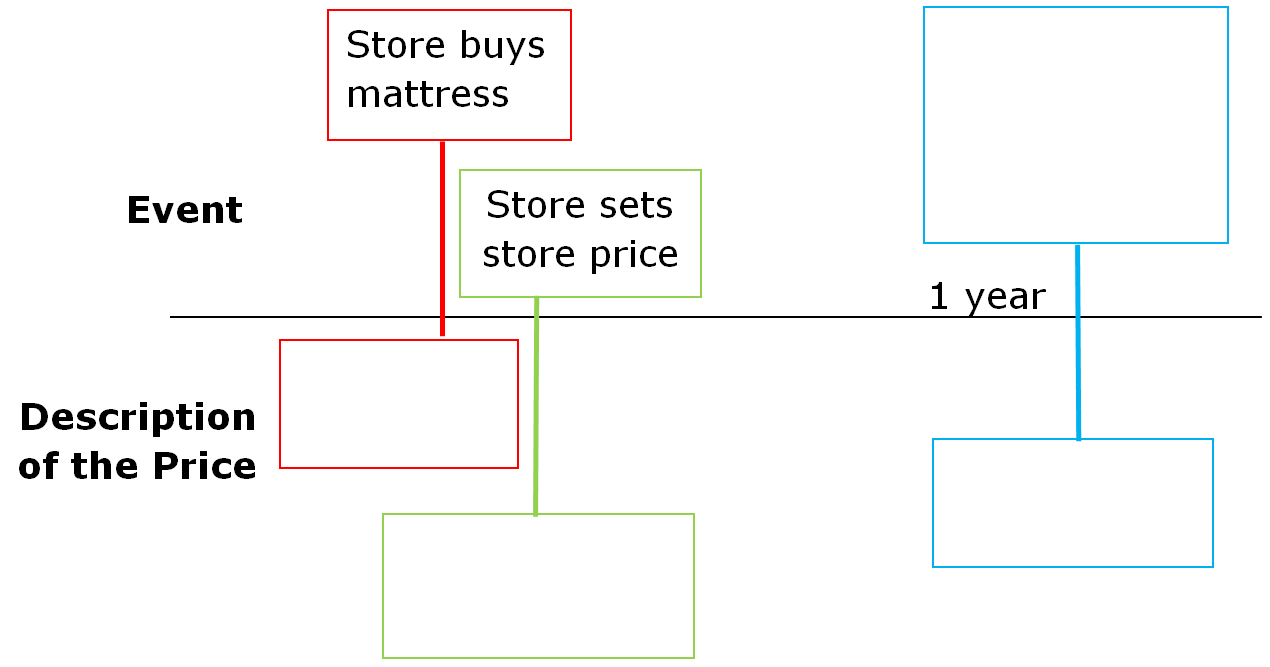 Store buys
mattress
Event
Store sets
store price
1 year
Description
of the Price